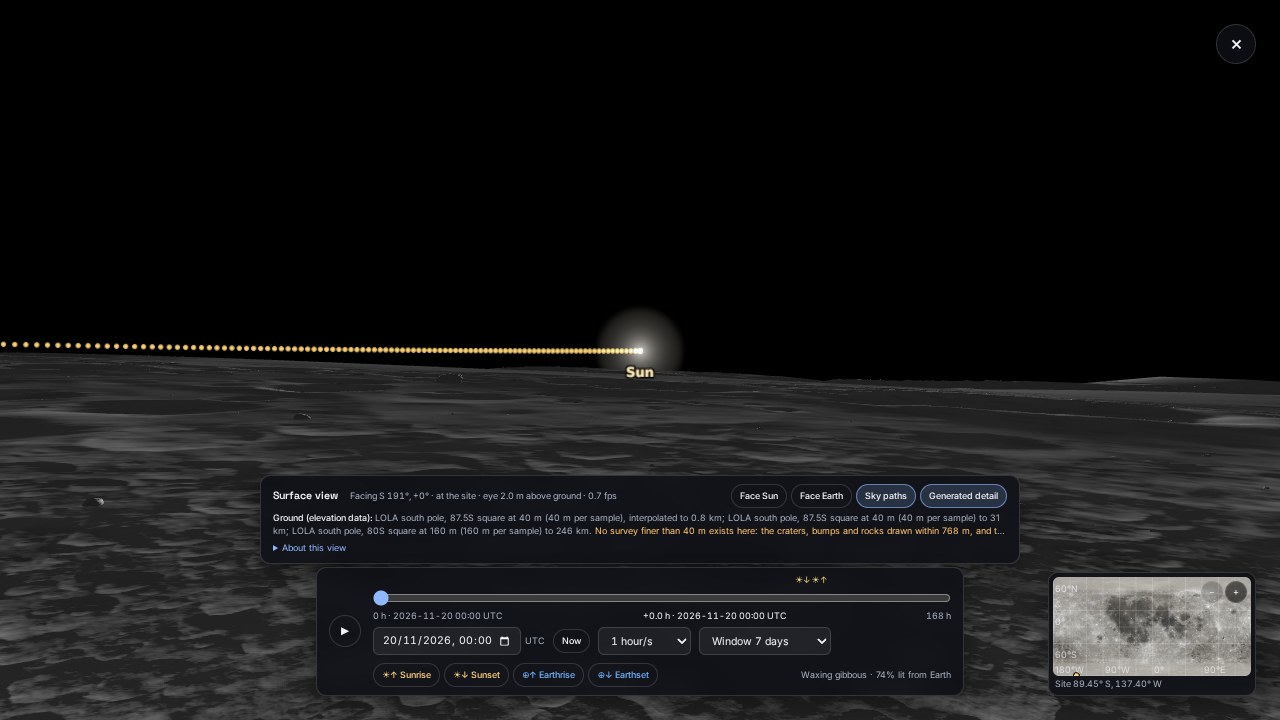 ×
Sun
Surface view Facing S 191°, +0° · at the site · eye 2.0 m above ground · 0.7 fps Face Sun Face Earth Sky paths Generated detail
Ground (elevation data): LOLA south pole, 87.5S square at 40 m (40 m per sample), interpolated to 0.8 km; LOLA south pole, 87.5S square at 40 m (40 m per sample) to 31
km; LOLA south pole, 80S square at 160 m (160 m per sample) to 246 km. No survey finer than 40 m exists here: the craters, bumps and rocks drawn within 768 m, and t…
▸ About this view
☀↓☀↑
0 h · 2026-11-20 00:00 UTC +0.0 h · 2026-11-20 00:00 UTC 168 h
▶ 20/11/2026, 00:00 UTC Now 1 hour/s Window 7 days
☀↑ Sunrise ☀↓ Sunset ⊕↑ Earthrise ⊕↓ Earthset Waxing gibbous · 74% lit from Earth
60°N − +
0°
60°S
180°W 90°W 0° 90°E
Site 89.45° S, 137.40° W